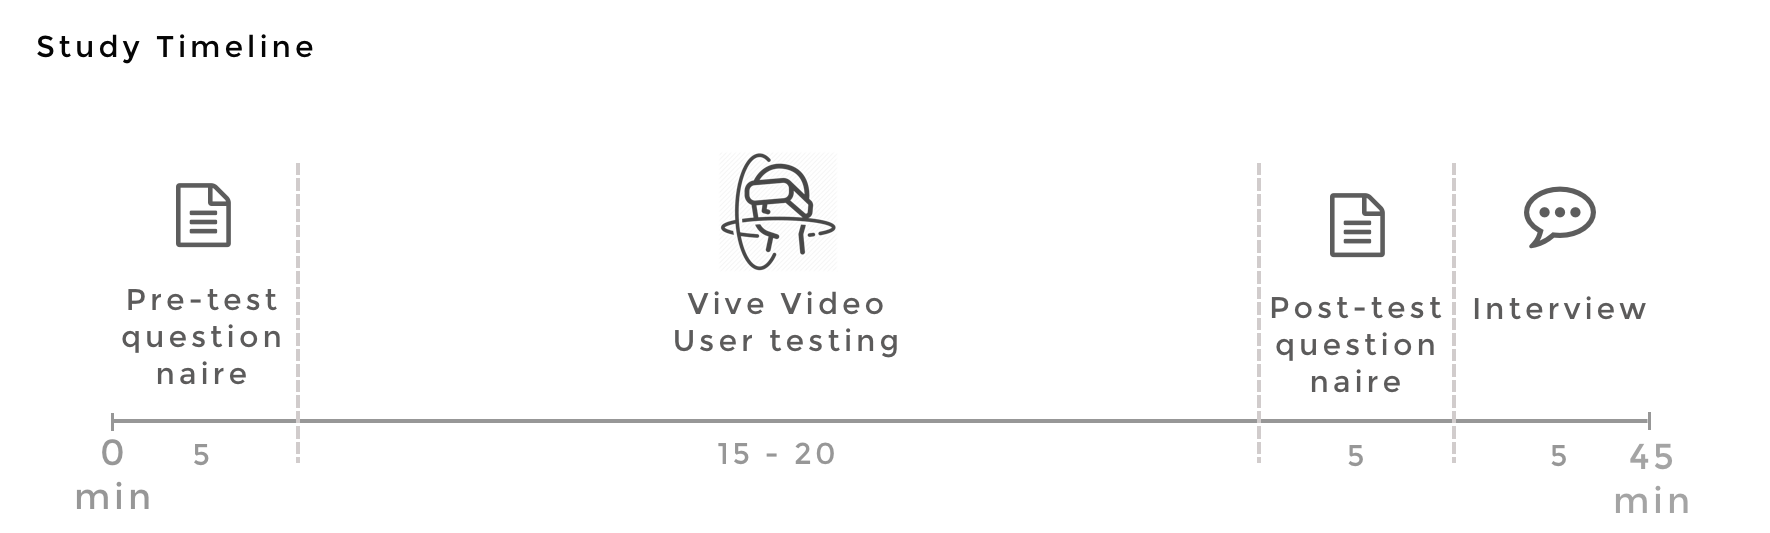 Study Timeline
Pre-test
question
naire
Vive Video
User testing
Post-test
question
naire
Interview
0
min
5
15 - 20
5
5
45
min